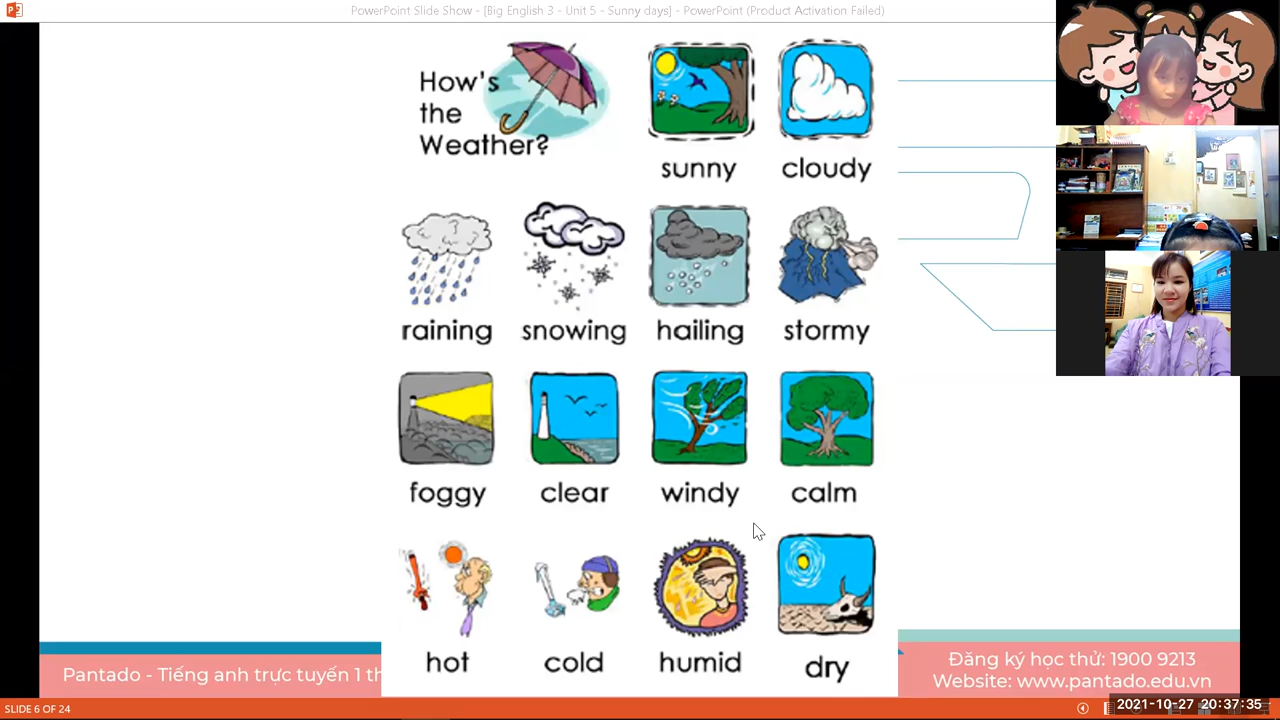 PowerPoint Slide Show - [Big English 3 - Unit 5 - Sunny days] - PowerPoint (Product Activation Failed)
How's
the
Weather?
sunny cloudy
raining snowing hailing stormy
foggy clear windy calm
hot cold humid dry
Pantado - Tiếng anh trực tuyến 1 th
Đăng ký học thử: 1900 9213
Website: www.pantado.edu.vn
SLIDE 6 OF 24
2021-10-27 20:37:35